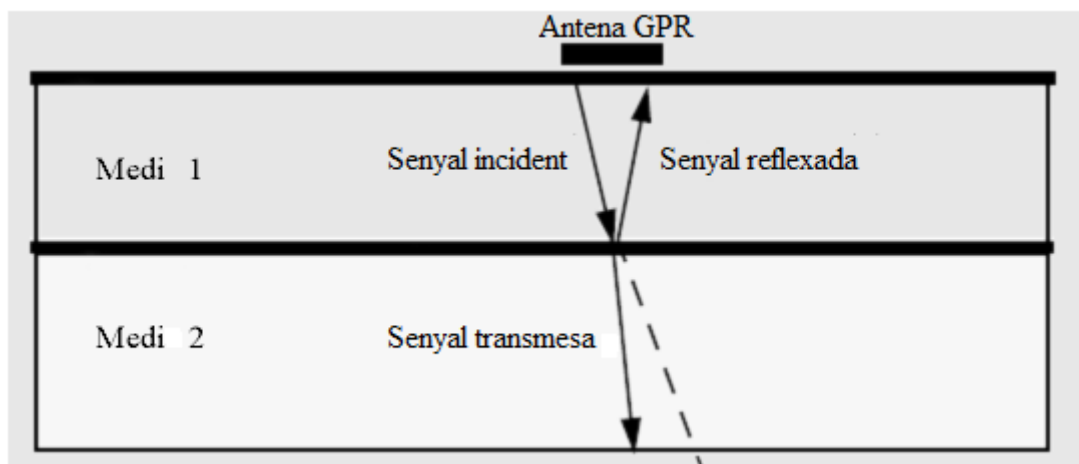 Antena GPR
Medi 1
Senyal incident
Senyal reflexada
Medi 2
Senyal transmesa